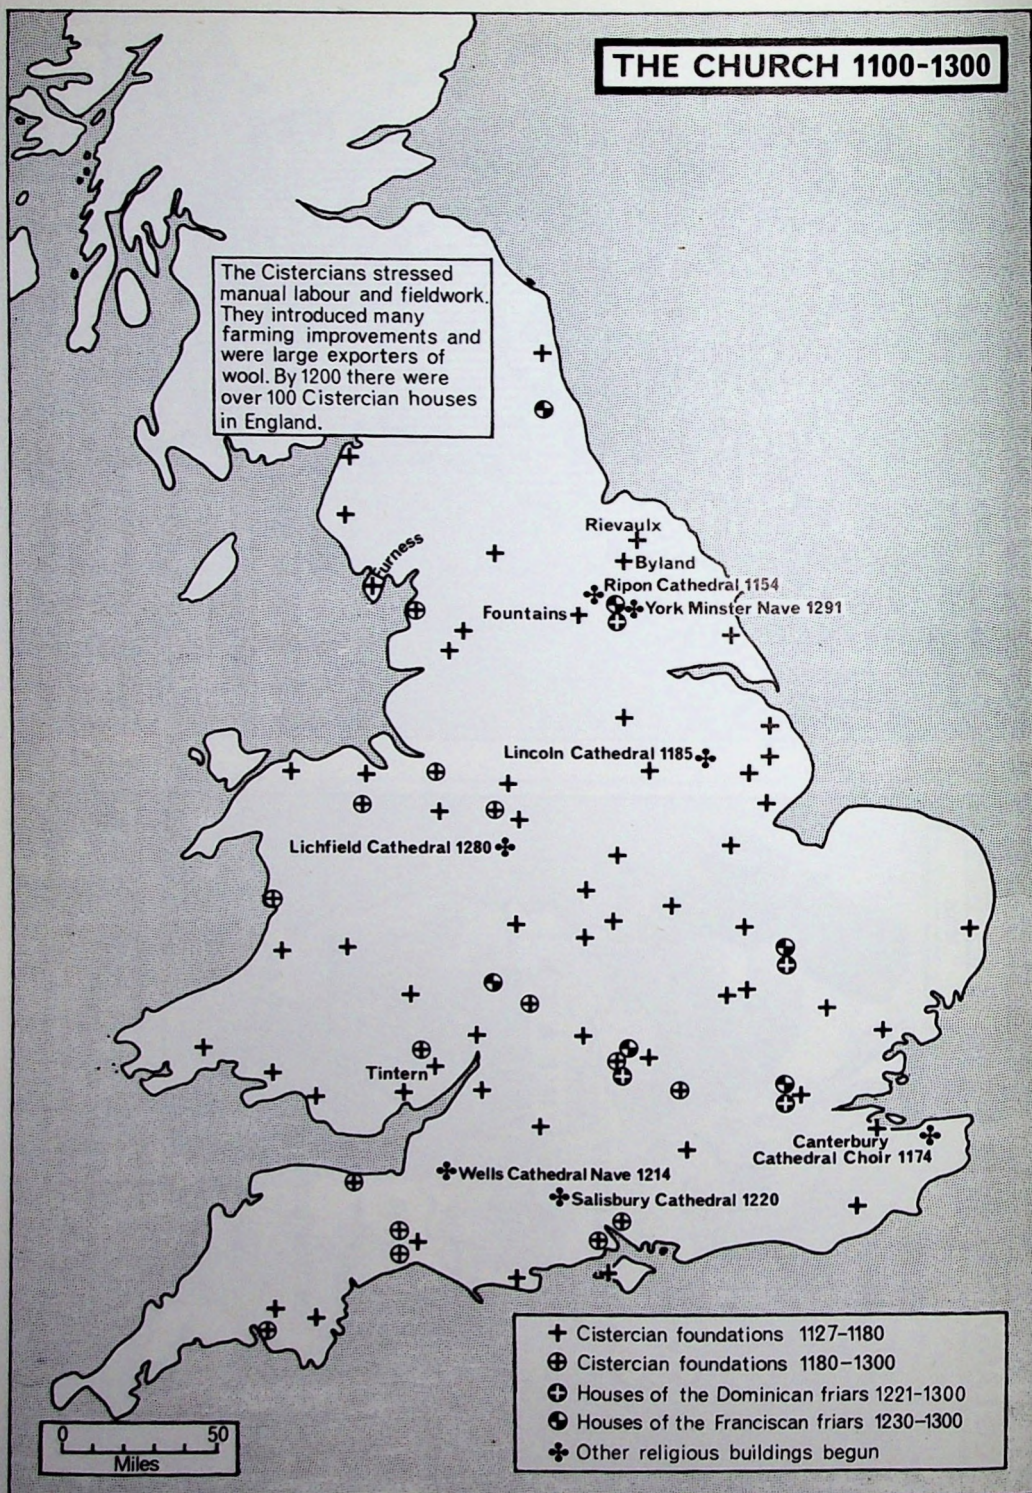 THE CHURCH 1100-1300
The Cistercians stressed
manual labour and fieldwork.
They introduced many
farming improvements and
were large exporters of
wool. By 1200 there were
over 100 Cistercian houses
in England.
Rievaulx
Byland
Furness
Ripon Cathedral 1154
Fountains
York Minster Nave 1291
Lincoln Cathedral 1185
Lichfield Cathedral 1280
Tintern
Canterbury
Cathedral Choir 1174
Wells Cathedral Nave 1214
Salisbury Cathedral 1220
Cistercian foundations 1127-1180
Cistercian foundations 1180-1300
Houses of the Dominican friars 1221-1300
Houses of the Franciscan friars 1230-1300
Other religious buildings begun
0 50
Miles